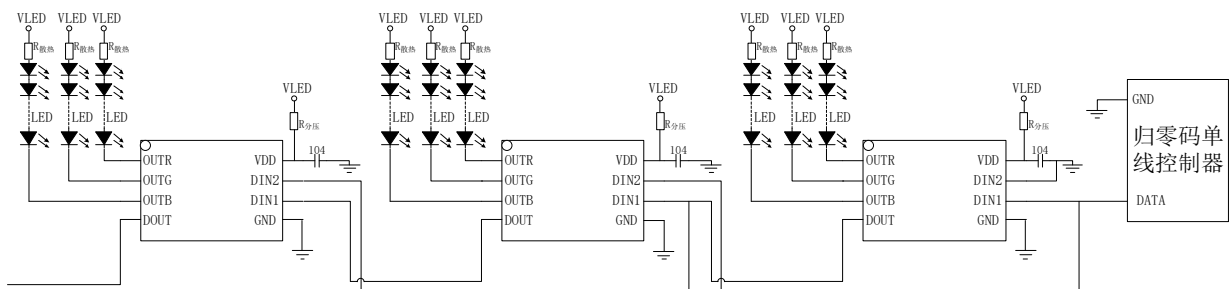 VLED VLED VLED
R散热 R散热 R散热
LED LED LED
VLED
R分压
104
OUTR VDD
OUTG DIN2
OUTB DIN1
DOUT GND
VLED VLED VLED
R散热 R散热 R散热
LED LED LED
VLED
R分压
104
OUTR VDD
OUTG DIN2
OUTB DIN1
DOUT GND
VLED VLED VLED
R散热 R散热 R散热
LED LED LED
VLED
R分压
104
OUTR VDD
OUTG DIN2
OUTB DIN1
DOUT GND
GND
归零码单
线控制器
DATA